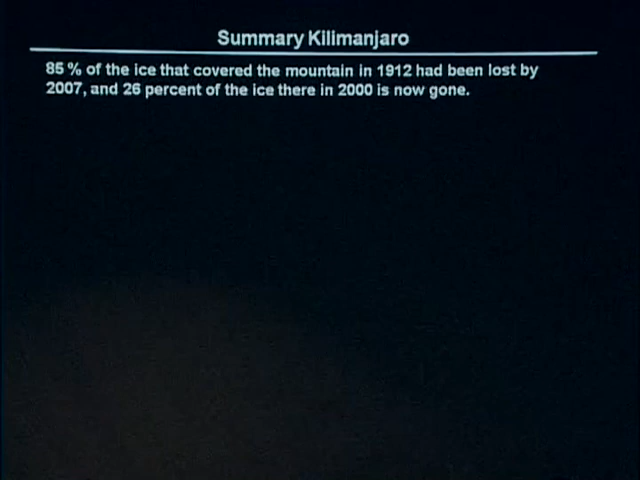 Summary Kilimanjaro
85 % of the ice that covered the mountain in 1912 had been lost by
2007, and 26 percent of the ice there in 2000 is now gone.